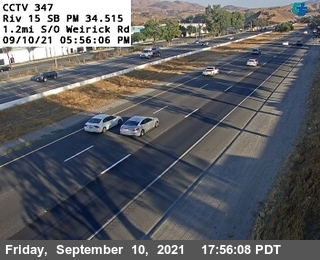 CCTV 347
Riv 15 SB PM 34.515
1.2mi S/O Weirick Rd
09/10/21 05:56:06 PM
Friday, September 10, 2021 17:56:08 PDT